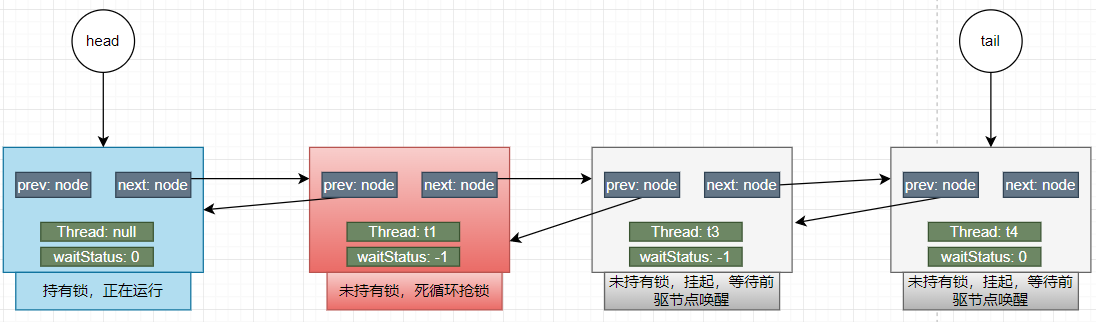 head
tail
prev: node
next: node
Thread: null
waitStatus: 0
持有锁，正在运行
prev: node
next: node
Thread: t1
waitStatus: -1
未持有锁，死循环抢锁
prev: node
next: node
Thread: t3
waitStatus: -1
未持有锁，挂起，等待前
驱节点唤醒
prev: node
next: node
Thread: t4
waitStatus: 0
未持有锁，挂起，等待前
驱节点唤醒